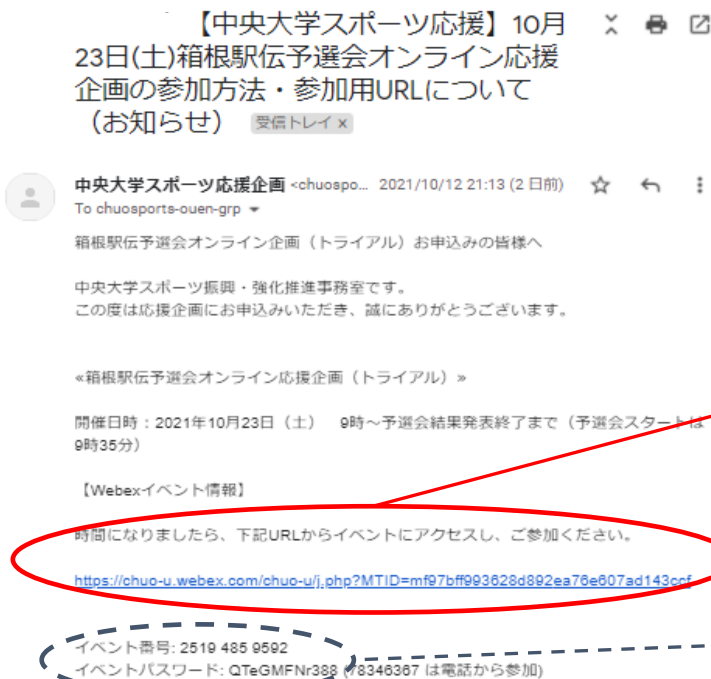 【中央大学スポーツ応援】10月
23日(土)箱根駅伝予選会オンライン応援
企画の参加方法・参加用URLについて
（お知らせ） 受信トレイ ×
中央大学スポーツ応援企画 <chuospo... 2021/10/12 21:13 (2 日前)
To chuosports-ouen-grp
箱根駅伝予選会オンライン企画（トライアル）お申込みの皆様へ
中央大学スポーツ振興・強化推進事務室です。
この度は応援企画にお申込みいただき、誠にありがとうございます。
≪箱根駅伝予選会オンライン応援企画（トライアル）≫
開催日時：2021年10月23日（土）　9時～予選会結果発表終了まで（予選会スタートは
9時35分）
【Webexイベント情報】
時間になりましたら、下記URLからイベントにアクセスし、ご参加ください。
https://chuo-u.webex.com/chuo-u/j.php?MTID=mf97bff993628d892ea76e607ad143ccf
イベント番号: 2519 485 9592
イベントパスワード: QTeGMFNr388 (78346367 は電話から参加)